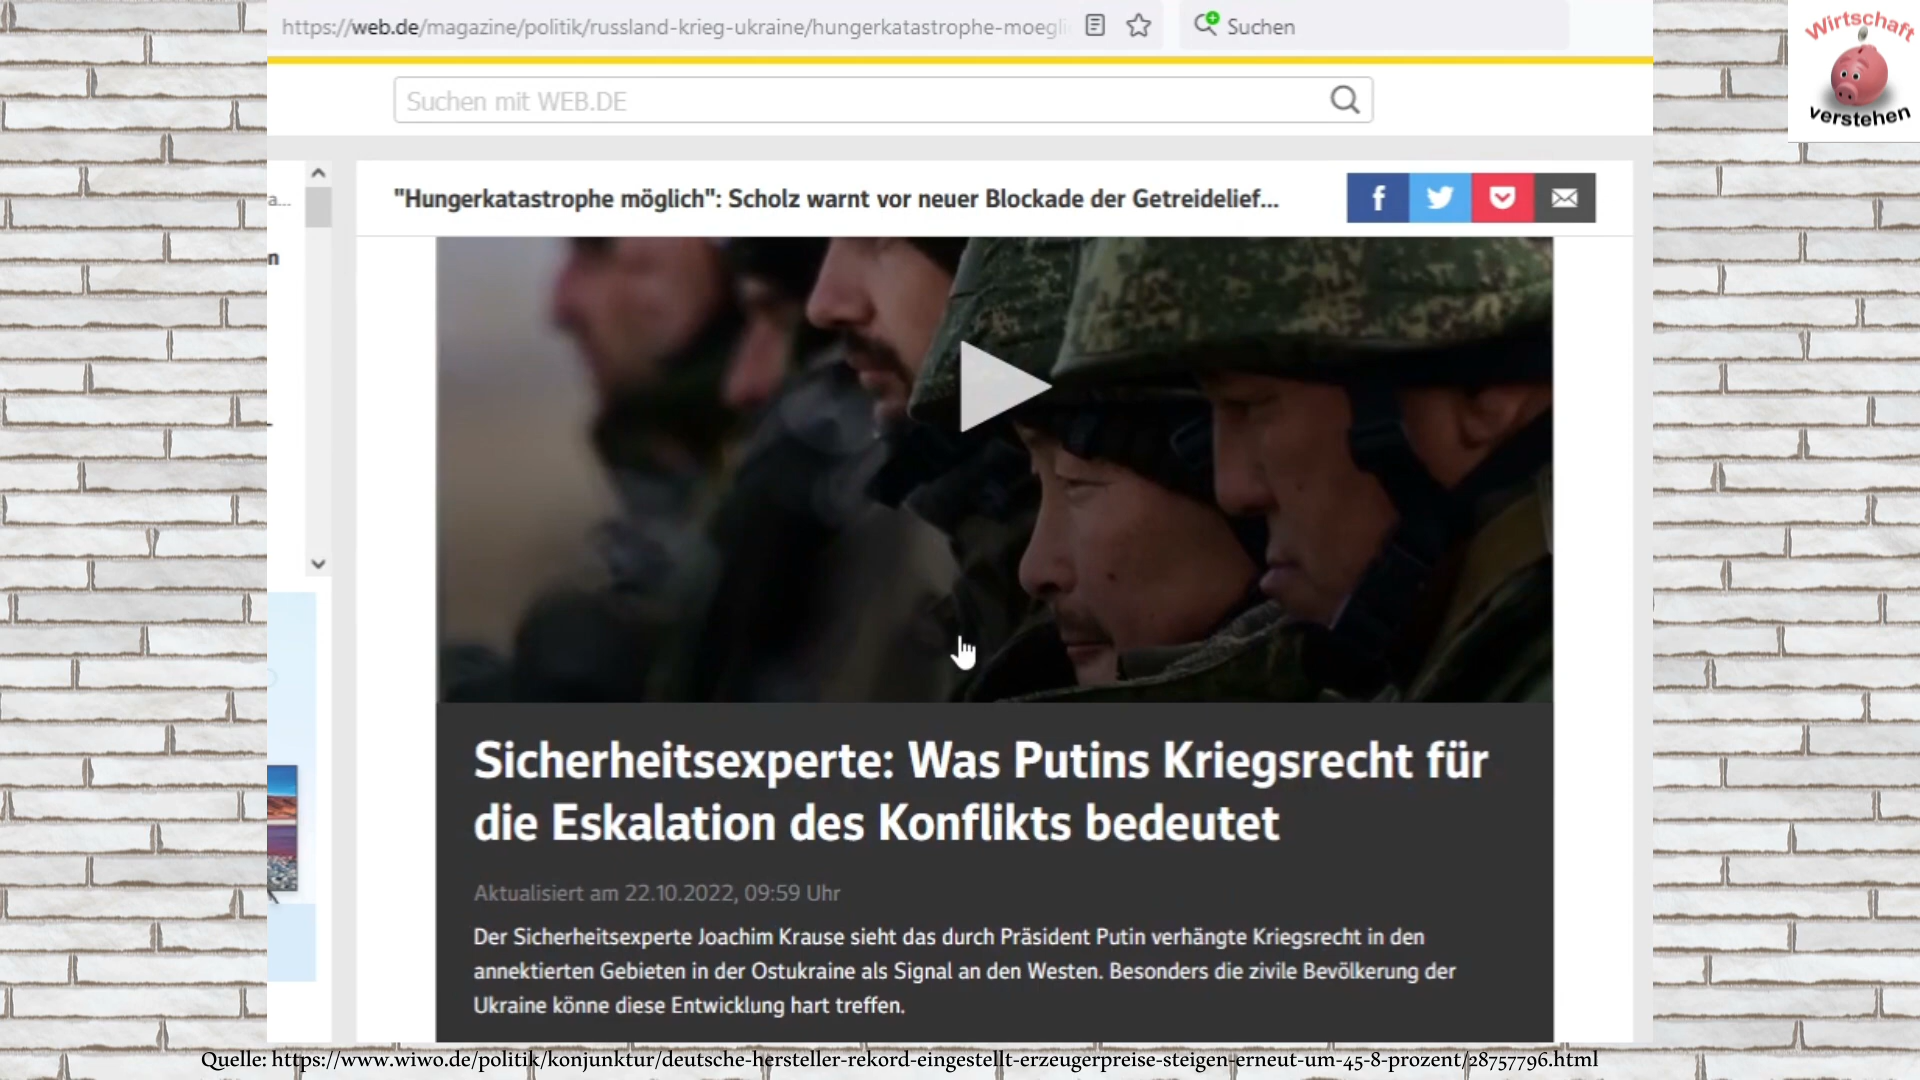 https://web.de/magazine/politik/russland-krieg-ukraine/hungerkatastrophe-moegli
Suchen
Wirtschaft
verstehen
Suchen mit WEB.DE
a...
"Hungerkatastrophe möglich": Scholz warnt vor neuer Blockade der Getreidelief...
n
Sicherheitsexperte: Was Putins Kriegsrecht für
die Eskalation des Konflikts bedeutet
Aktualisiert am 22.10.2022, 09:59 Uhr
Der Sicherheitsexperte Joachim Krause sieht das durch Präsident Putin verhängte Kriegsrecht in den
annektierten Gebieten in der Ostukraine als Signal an den Westen. Besonders die zivile Bevölkerung der
Ukraine könne diese Entwicklung hart treffen.
Quelle: https://www.wiwo.de/politik/konjunktur/deutsche-hersteller-rekord-eingestellt-erzeugerpreise-steigen-erneut-um-45-8-prozent/28757796.html